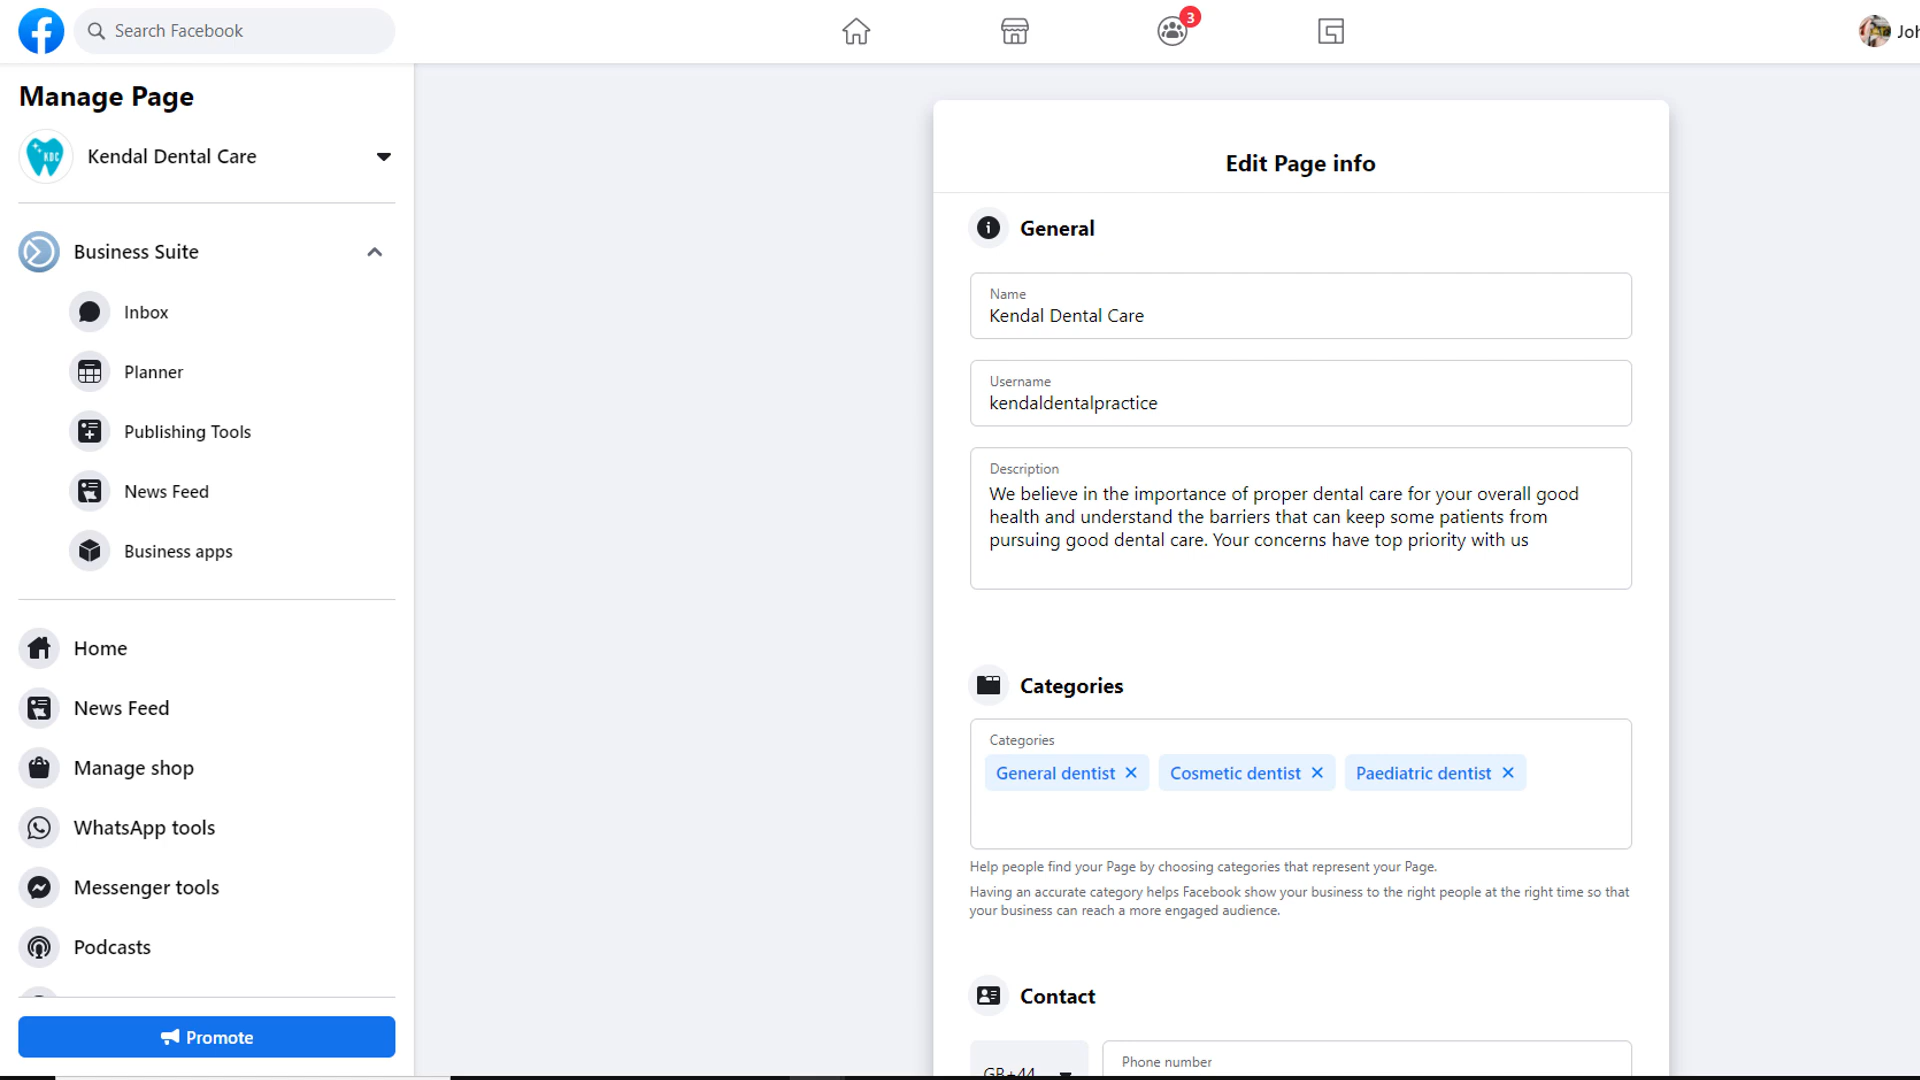 Search Facebook
3
Joh
Manage Page
KDC
Kendal Dental Care
Business Suite
Inbox
Planner
Publishing Tools
News Feed
Business apps
Home
News Feed
Manage shop
WhatsApp tools
Messenger tools
Podcasts
Promote
Edit Page info
General
Name
Kendal Dental Care
Username
kendaldentalpractice
Description
We believe in the importance of proper dental care for your overall good
health and understand the barriers that can keep some patients from
pursuing good dental care. Your concerns have top priority with us
Categories
Categories
General dentist
Cosmetic dentist
Paediatric dentist
Help people find your Page by choosing categories that represent your Page.
Having an accurate category helps Facebook show your business to the right people at the right time so that
your business can reach a more engaged audience.
Contact
GB+44
Phone number